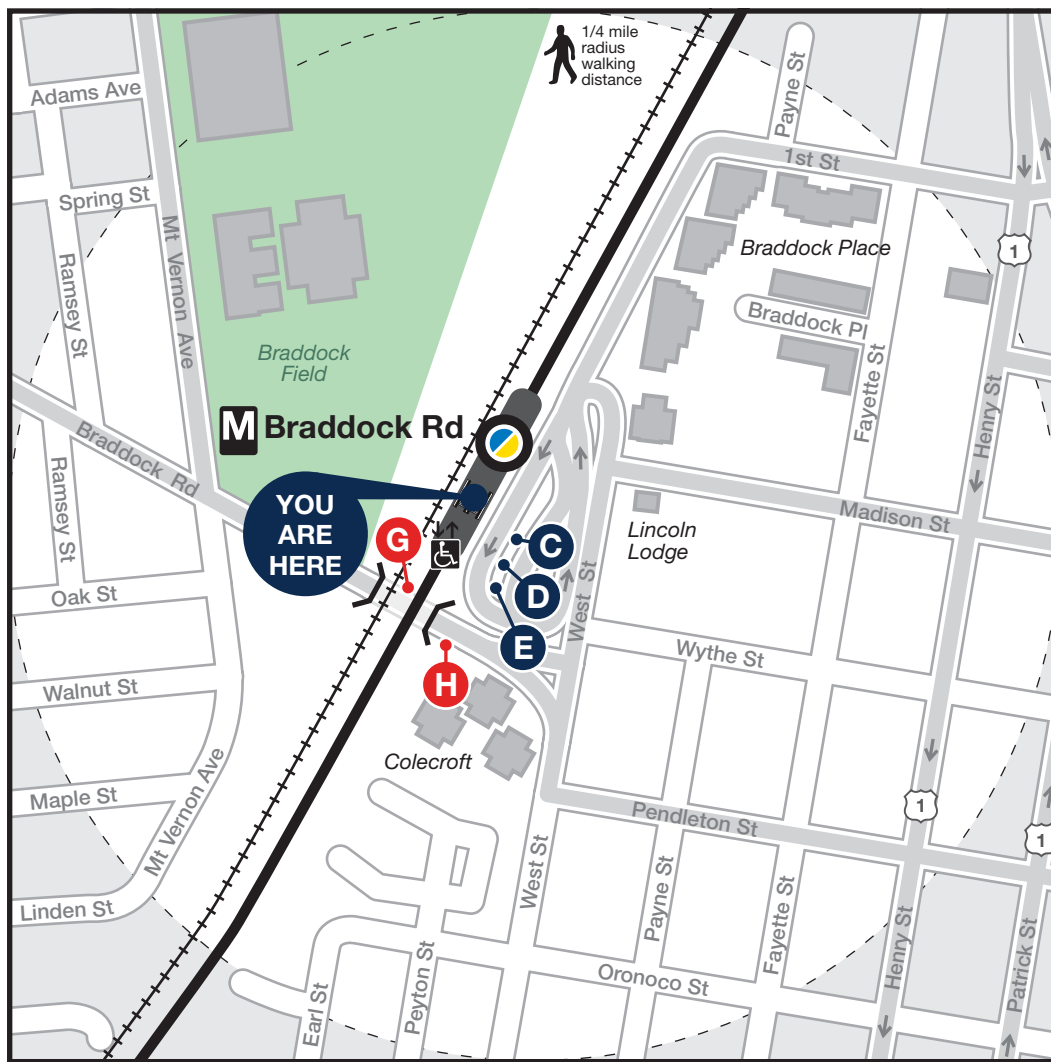 1/4 mile
radius
walking
distance
Payne St
Adams Ave
1st St
Spring St
Mt Vernon Ave
Ramsey St
Braddock Place
1
Braddock Pl
Braddock
Field
Fayette St
Henry St
M Braddock Rd
Braddock Rd
Ramsey St
YOU
ARE
HERE
Madison St
Lincoln
Lodge
G
C
D
E
West St
Oak St
Wythe St
H
Walnut St
Colecroft
Maple St
Mt Vernon Ave
Pendleton St
1
1
West St
Payne St
Fayette St
Linden St
Peyton St
Earl St
Oronoco St
Henry St
Patrick St